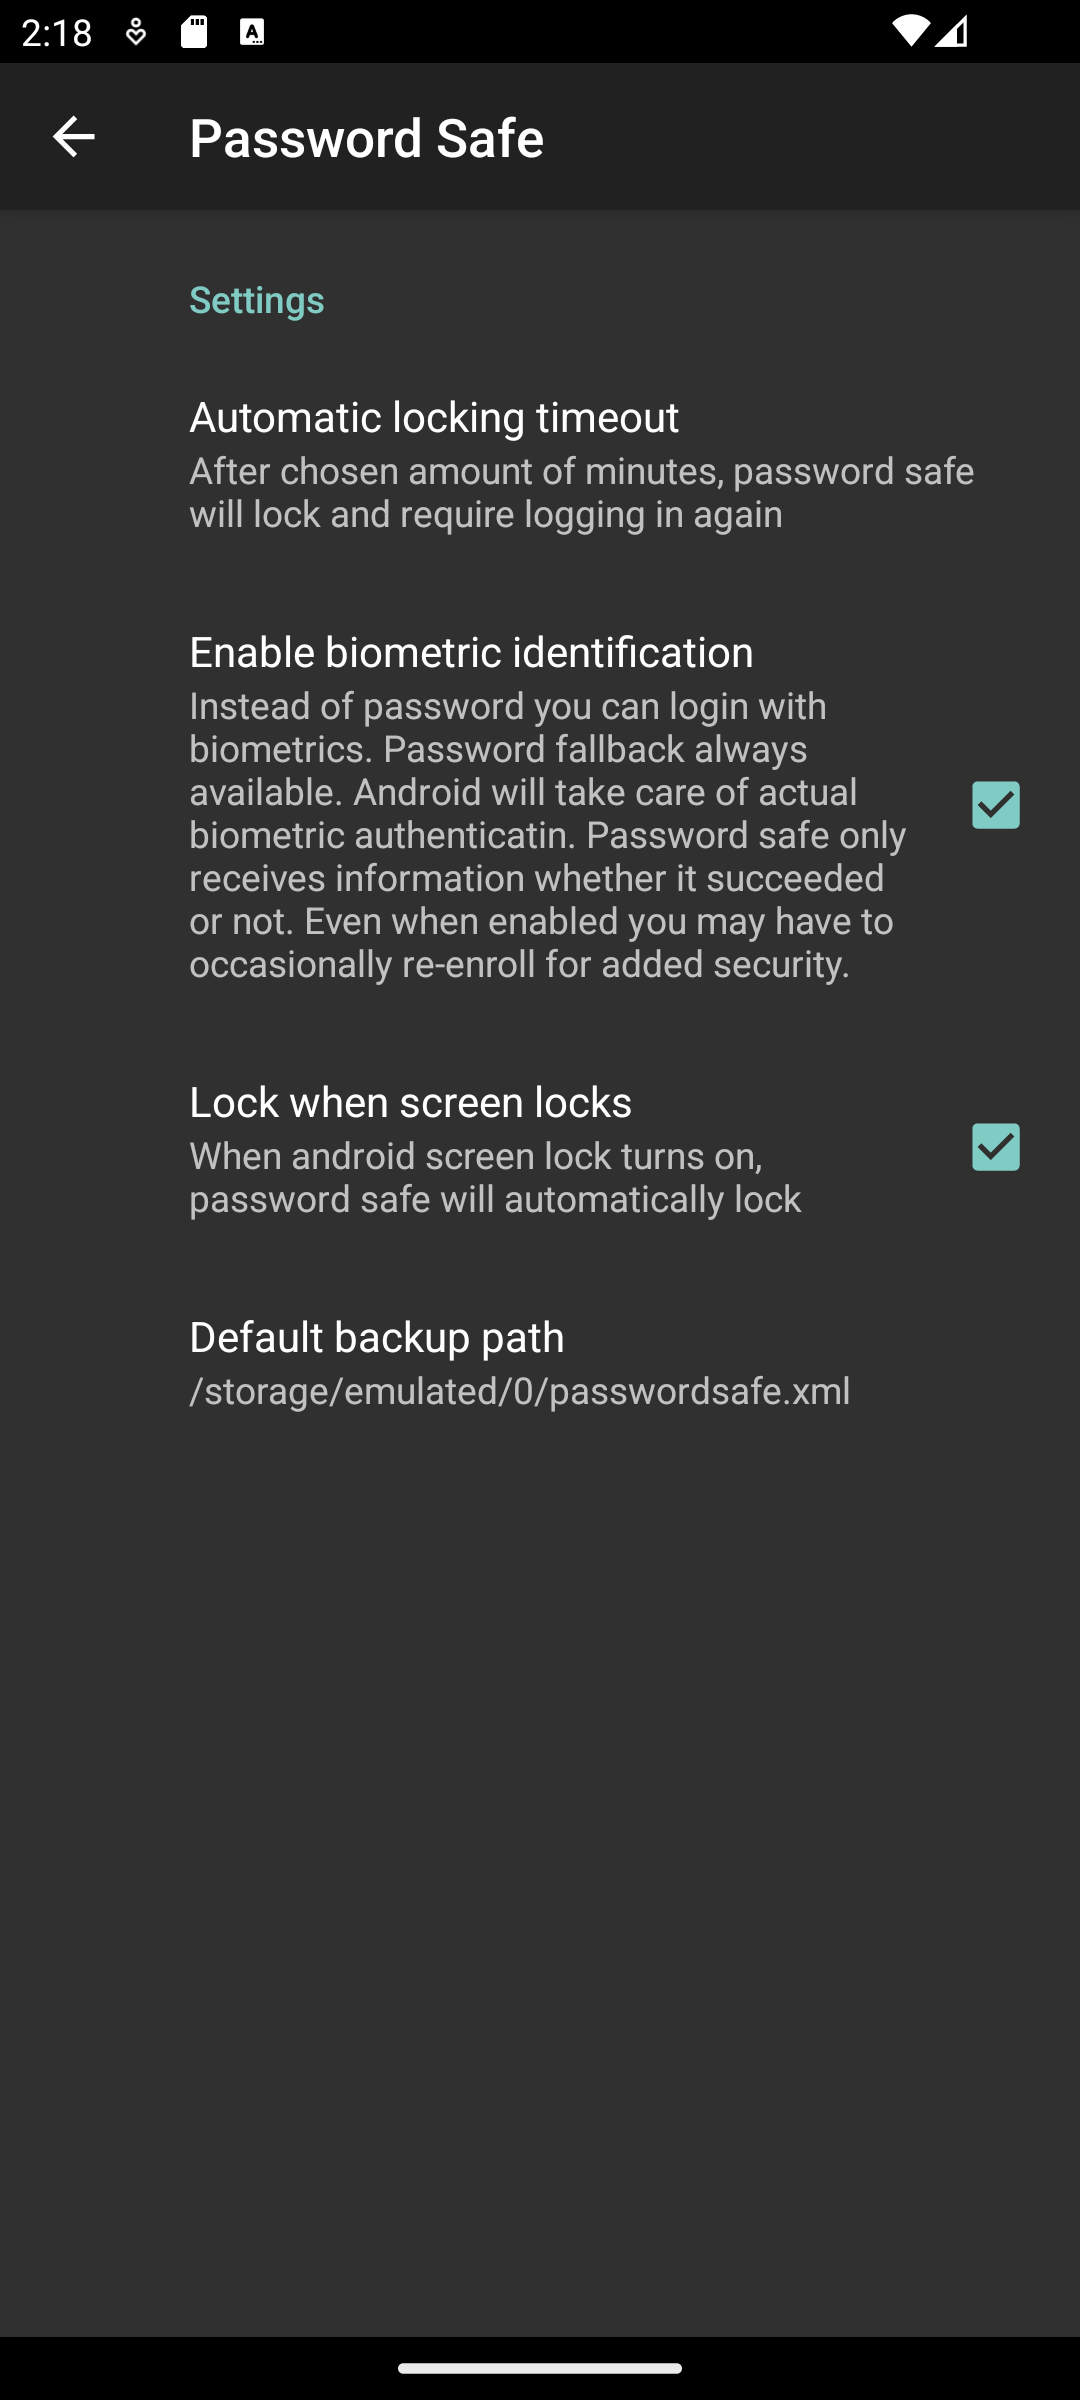 2:18
Password Safe
Settings
Automatic locking timeout
After chosen amount of minutes, password safe
will lock and require logging in again
Enable biometric identification
Instead of password you can login with
biometrics. Password fallback always
available. Android will take care of actual
biometric authenticatin. Password safe only
receives information whether it succeeded
or not. Even when enabled you may have to
occasionally re-enroll for added security.
Lock when screen locks
When android screen lock turns on,
password safe will automatically lock
Default backup path
/storage/emulated/0/passwordsafe.xml